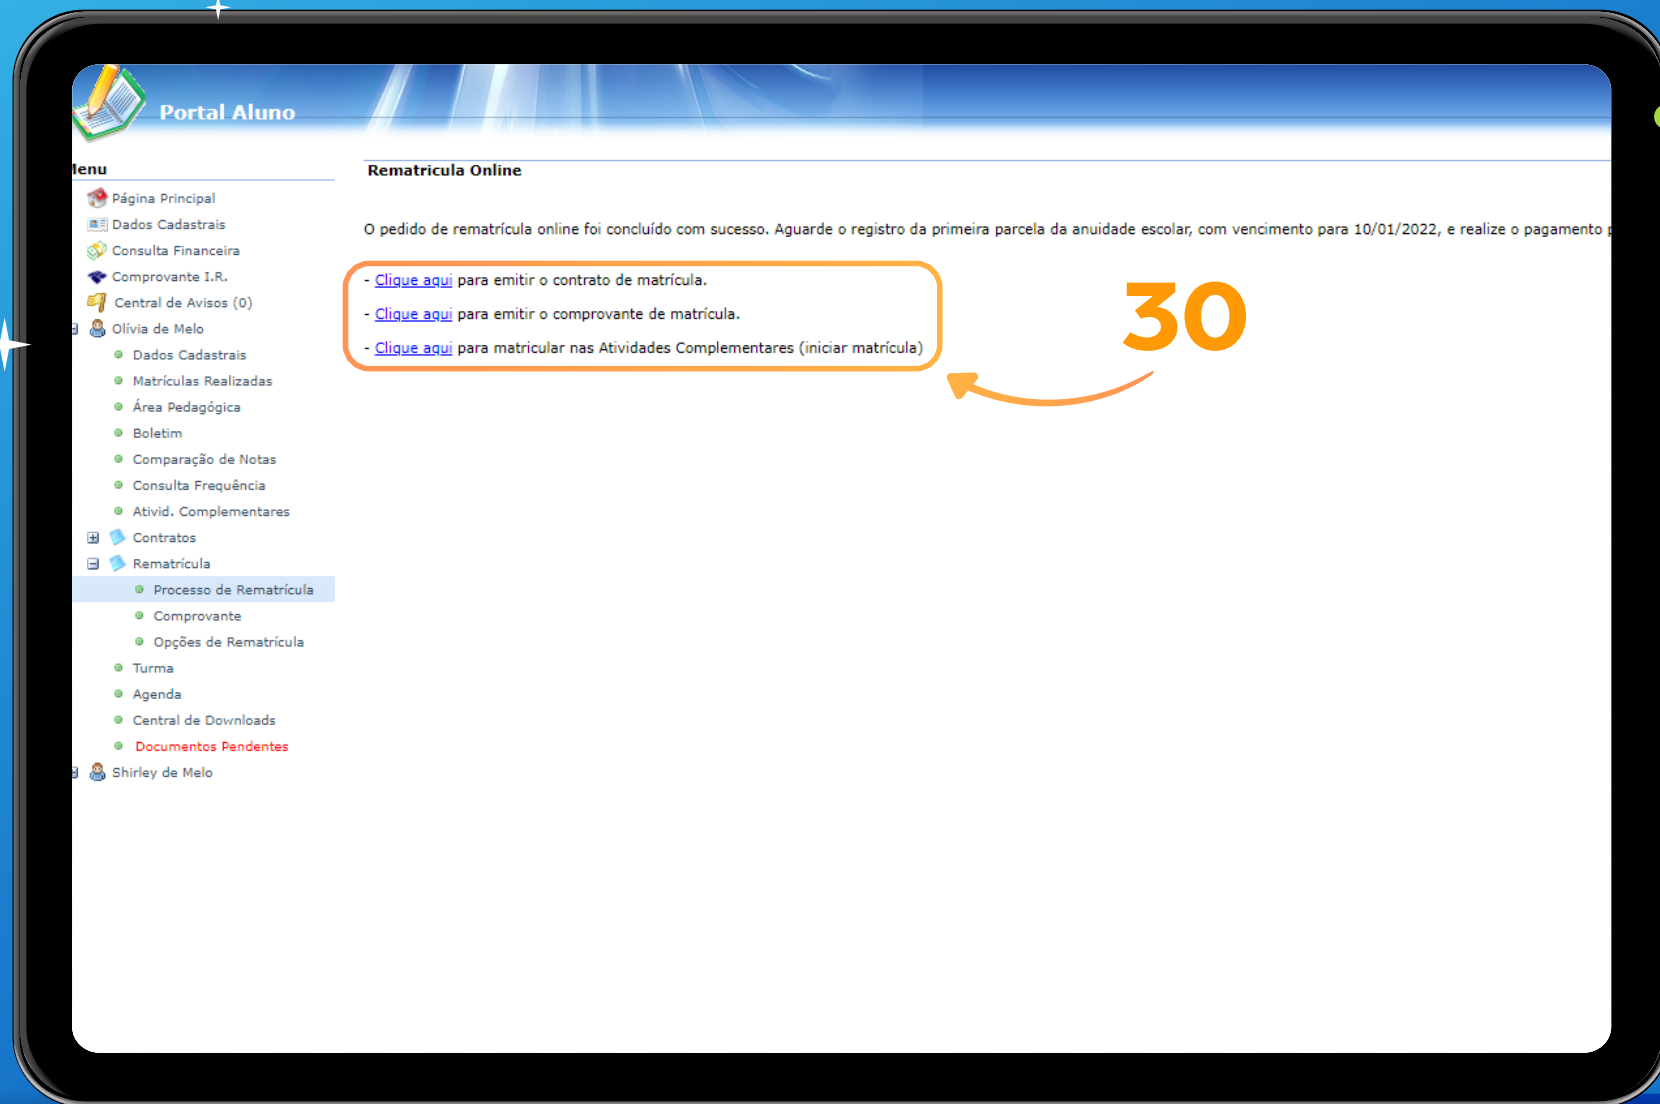 Portal Aluno
Menu
Página Principal
Dados Cadastrais
Consulta Financeira
Comprovante I.R.
Central de Avisos (0)
Olívia de Melo
Dados Cadastrais
Matrículas Realizadas
Área Pedagógica
Boletim
Comparação de Notas
Consulta Frequência
Ativid. Complementares
Contratos
Rematrícula
Processo de Rematrícula
Comprovante
Opções de Rematrícula
Turma
Agenda
Central de Downloads
Documentos Pendentes
Shirley de Melo
Rematricula Online
O pedido de rematrícula online foi concluído com sucesso. Aguarde o registro da primeira parcela da anuidade escolar, com vencimento para 10/01/2022, e realize o pagamento
- Clique aqui para emitir o contrato de matrícula.
- Clique aqui para emitir o comprovante de matrícula.
- Clique aqui para matricular nas Atividades Complementares (iniciar matrícula)
30